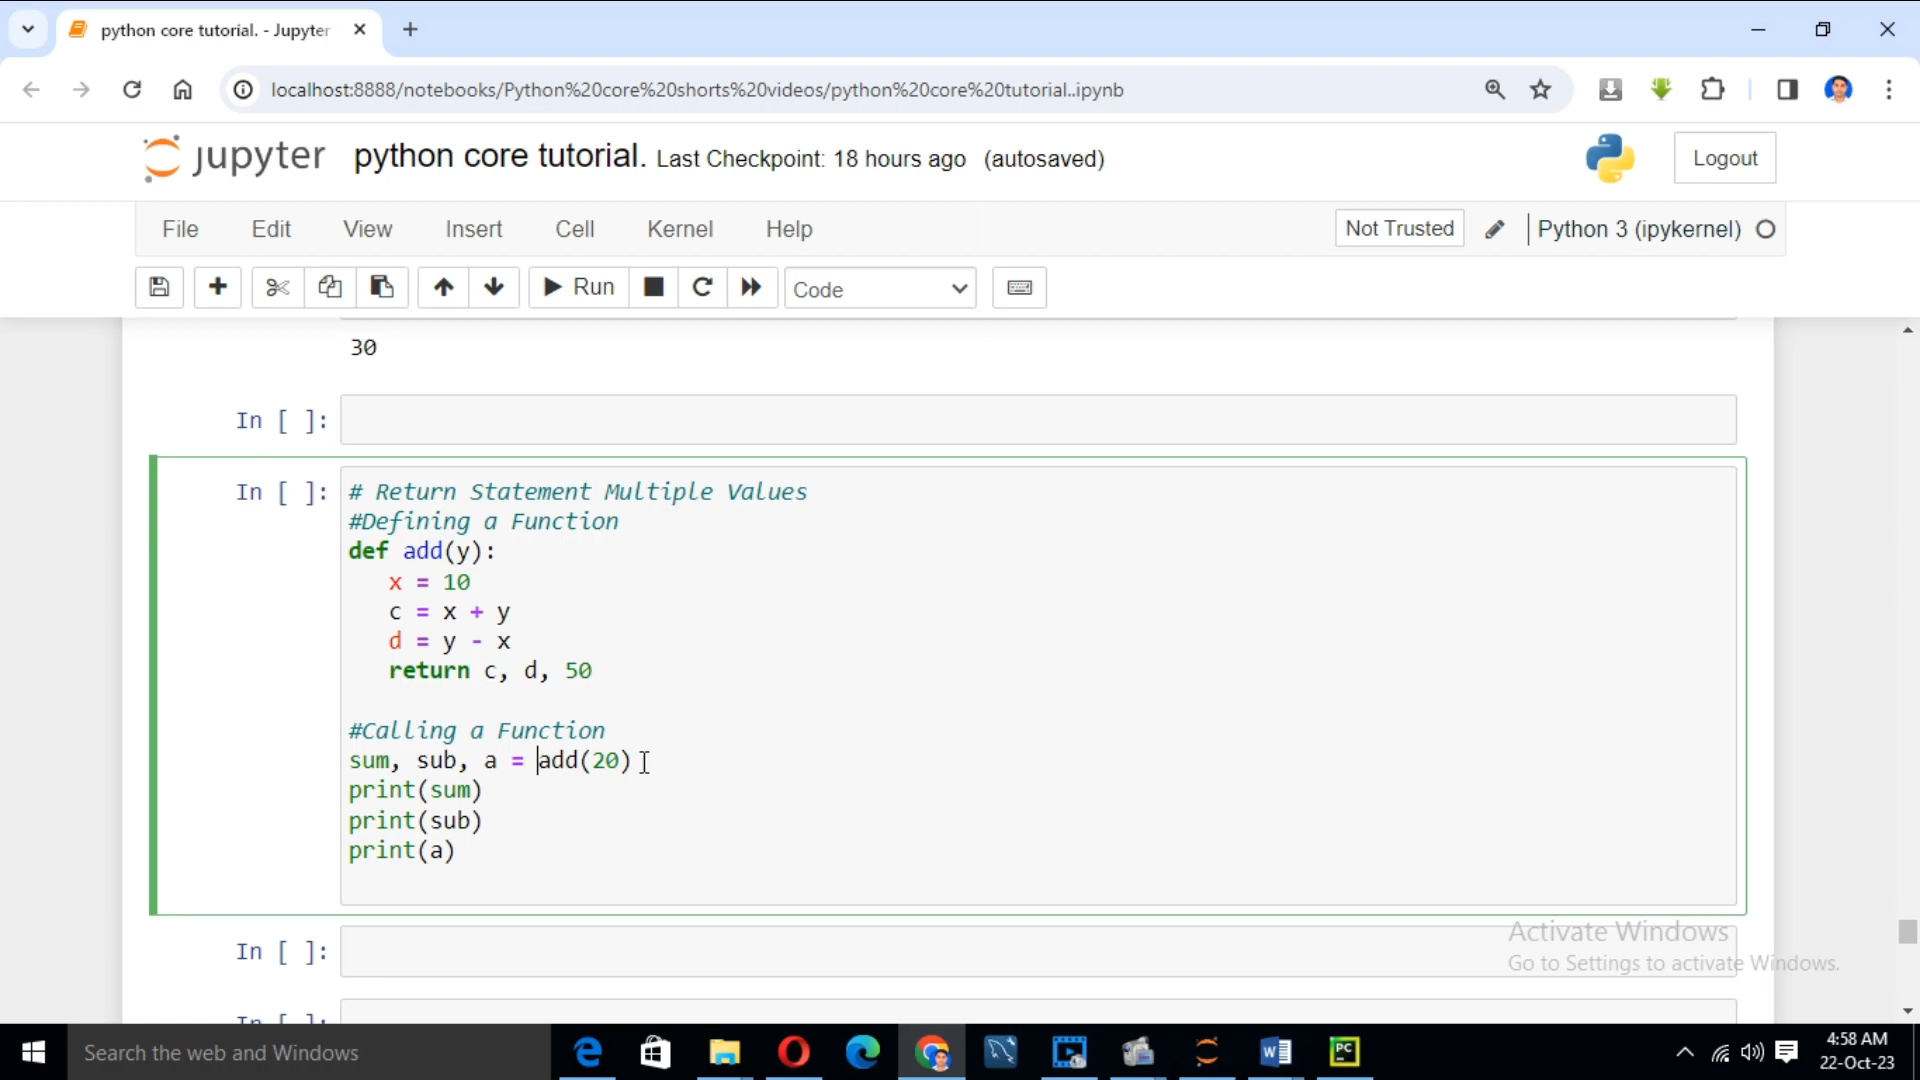 python core tutorial. - Jupyter
localhost:8888/notebooks/Python%20core%20shorts%20videos/python%20core%20tutorial..ipynb
jupyter python core tutorial. Last Checkpoint: 18 hours ago (autosaved)
Logout
File Edit View Insert Cell Kernel Help
Not Trusted Python 3 (ipykernel)
Run Code
30
In [ ]:
In [ ]: # Return Statement Multiple Values
#Defining a Function
def add(y):
x = 10
c = x + y
d = y - x
return c, d, 50
#Calling a Function
sum, sub, a = add(20)
print(sum)
print(sub)
print(a)
In [ ]:
In [ ]:
Activate Windows
Go to Settings to activate Windows.
Search the web and Windows
PC
4:58 AM
22-Oct-23